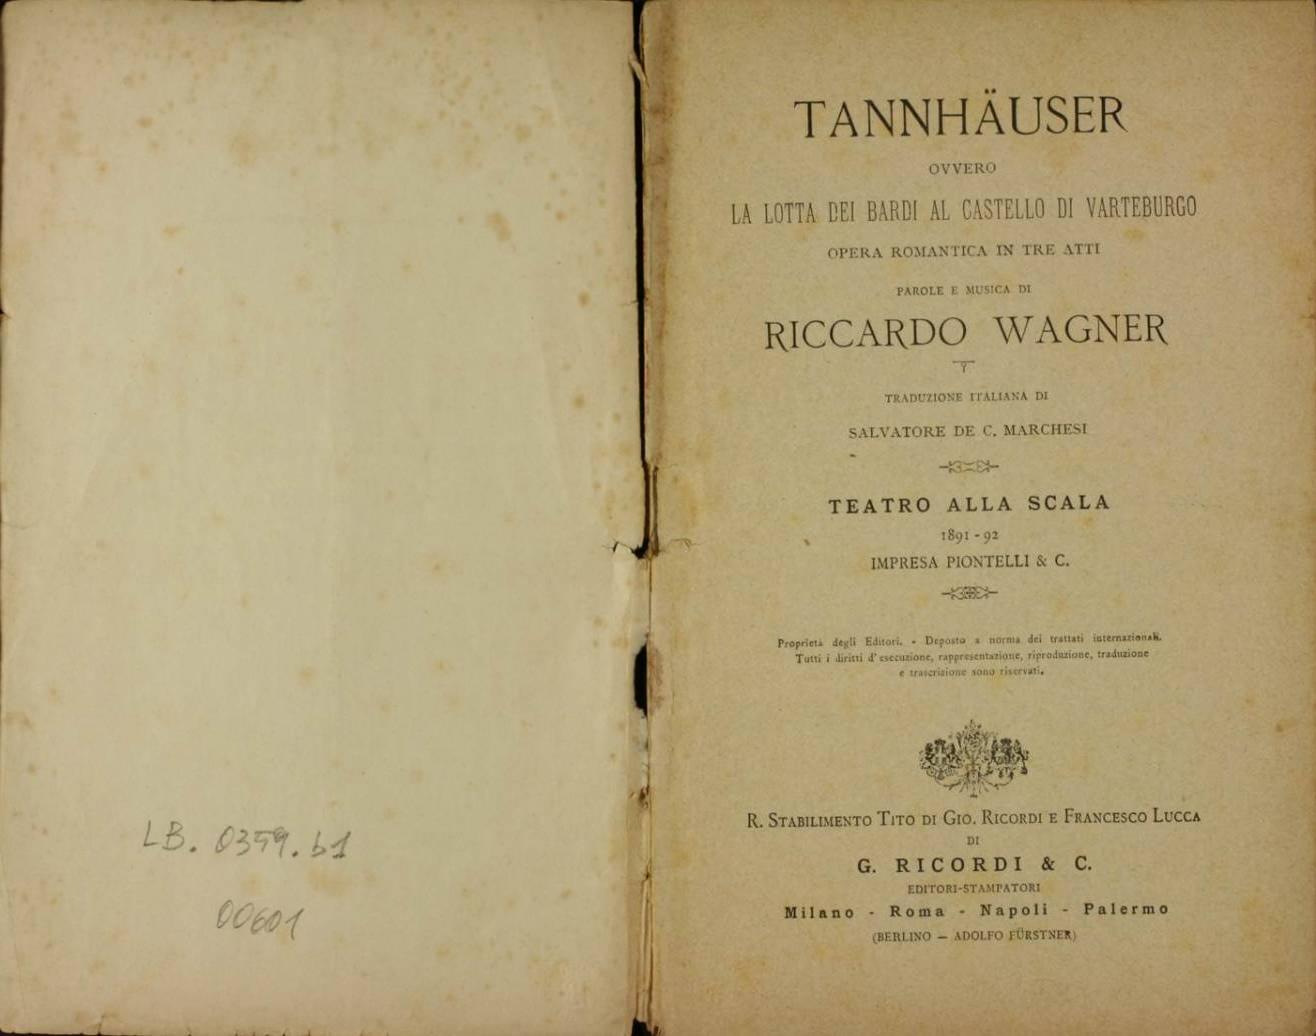 LB. 0359.b1
00601
TANNHÄUSER
OVVERO
LA LOTTA DEI BARDI AL CASTELLO DI VARTEBURGO
OPERA ROMANTICA IN TRE ATTI
PAROLE E MUSICA DI
RICCARDO WAGNER
TRADUZIONE ITALIANA DI
SALVATORE DE C. MARCHESI
TEATRO ALLA SCALA
1891 - 92
IMPRESA PIONTELLI & C.
Proprietà degli Editori. - Deposto a norma dei trattati internazionali.
Tutti i diritti d'esecuzione, rappresentazione, riproduzione, traduzione
e trascrizione sono riservati.
R. STABILIMENTO TITO DI GIO. RICORDI E FRANCESCO LUCCA
DI
G. RICORDI & C.
EDITORI-STAMPATORI
Milano - Roma - Napoli - Palermo
(BERLINO — ADOLFO FÜRSTNER)